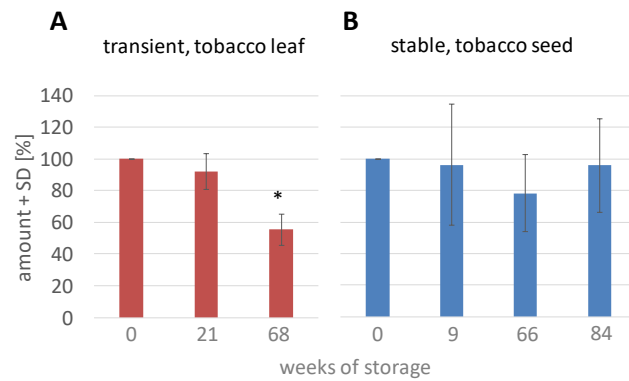 A
B
transient, tobacco leaf
stable, tobacco seed
amount + SD [%]
140
120
100
80
60
40
20
0
*
0 21 68
0 9 66 84
weeks of storage